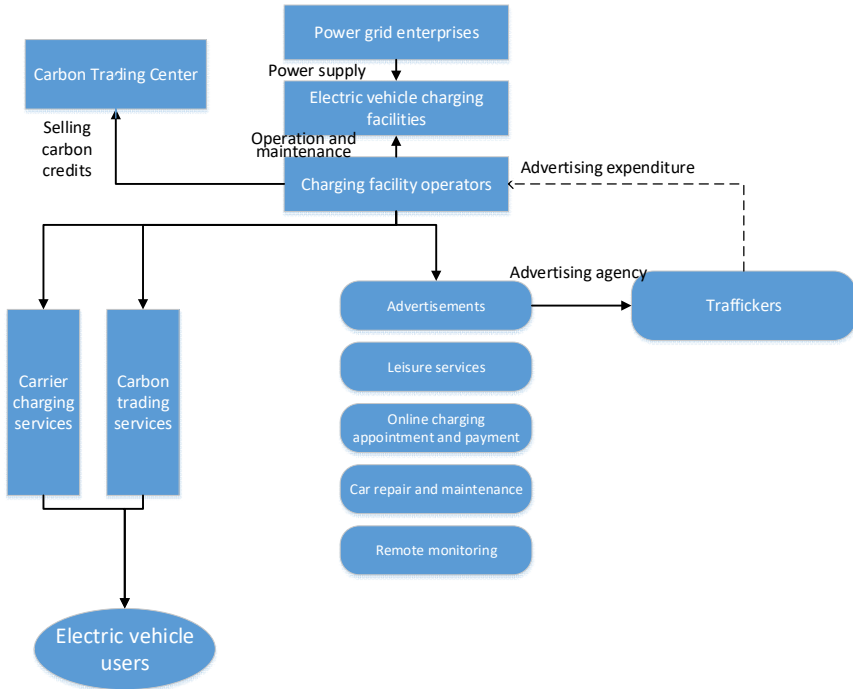 Power grid enterprises
Carbon Trading Center
Power supply
Electric vehicle charging
facilities
Selling
carbon
credits
Operation and
maintenance
Charging facility operators
Advertising expenditure
Advertising agency
Advertisements
Traffickers
Leisure services
Carrier
charging
services
Carbon
trading
services
Online charging
appointment and payment
Car repair and maintenance
Remote monitoring
Electric vehicle
users